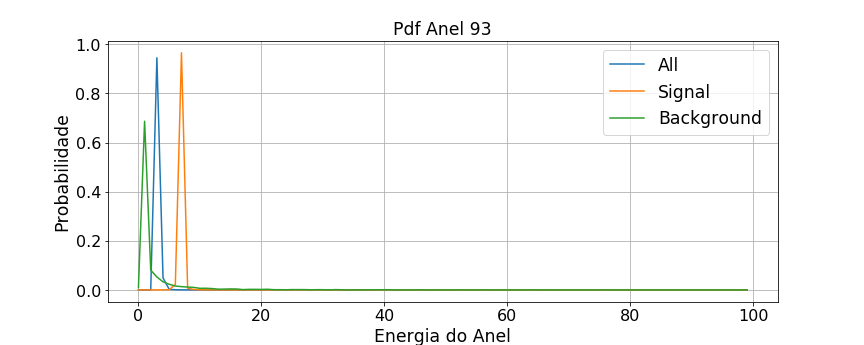 Pdf Anel 93
Probabilidade
1.0
0.8
0.6
0.4
0.2
0.0
All
Signal
Background
0 20 40 60 80 100
Energia do Anel